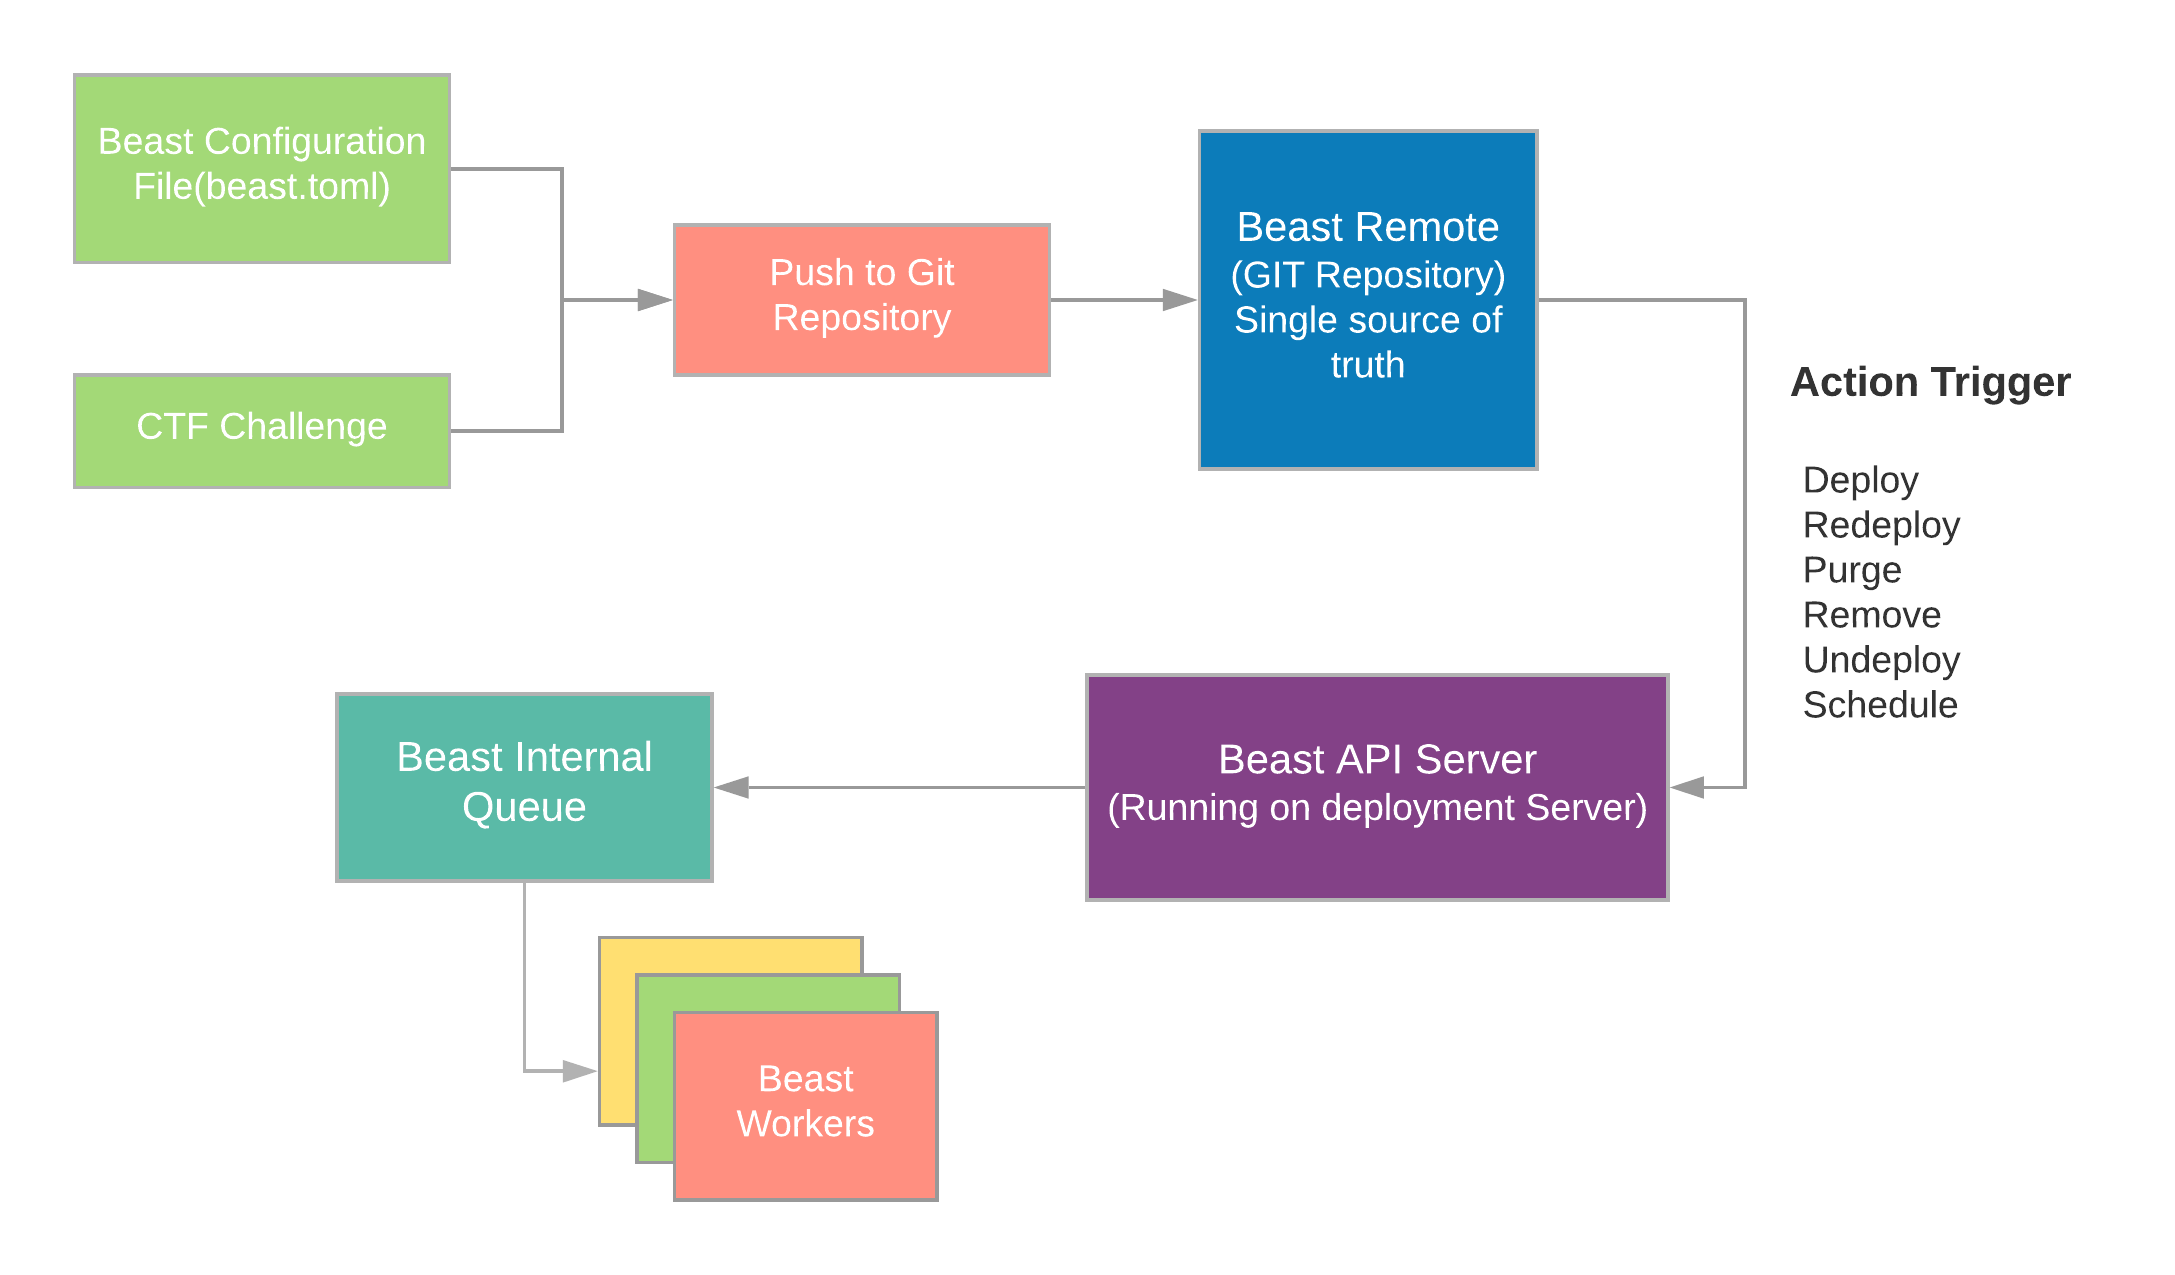 Beast Configuration
File(beast.toml)
CTF Challenge
Push to Git
Repository
Beast Remote
(GIT Repository)
Single source of
truth
Action Trigger
Deploy
Redeploy
Purge
Remove
Undeploy
Schedule
Beast API Server
(Running on deployment Server)
Beast Internal
Queue
Beast
Workers